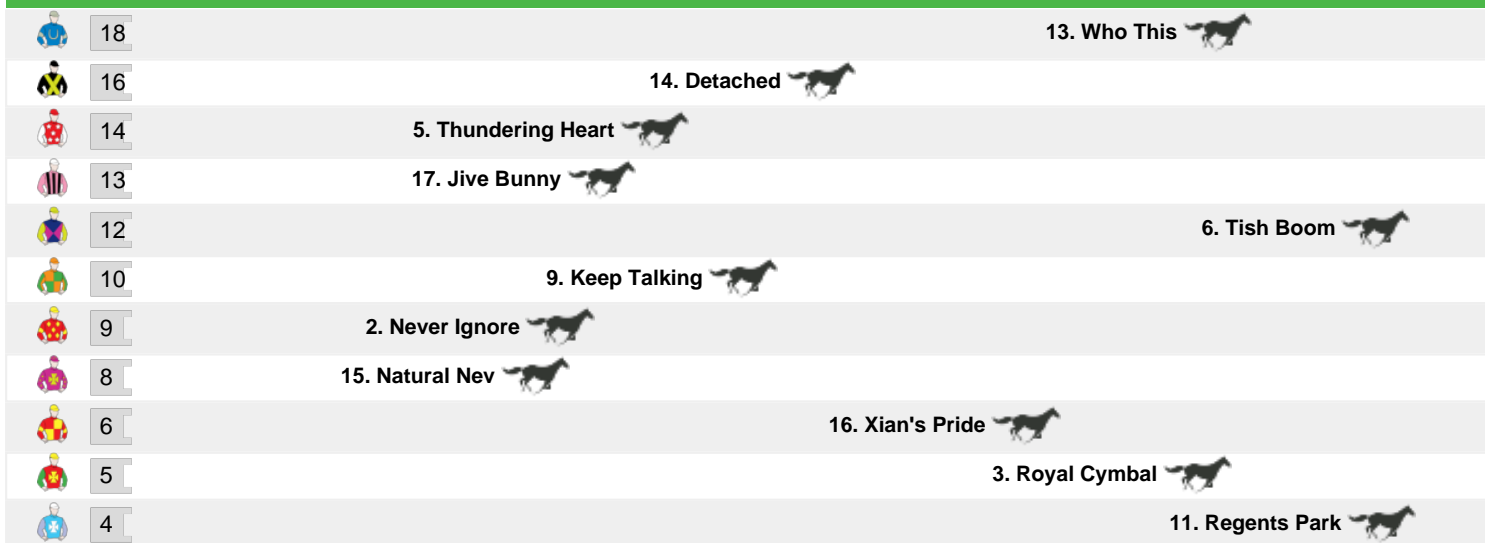 18 13. Who This
16 14. Detached
14 5. Thundering Heart
13 17. Jive Bunny
12 6. Tish Boom
10 9. Keep Talking
9 2. Never Ignore
8 15. Natural Nev
6 16. Xian's Pride
5 3. Royal Cymbal
4 11. Regents Park